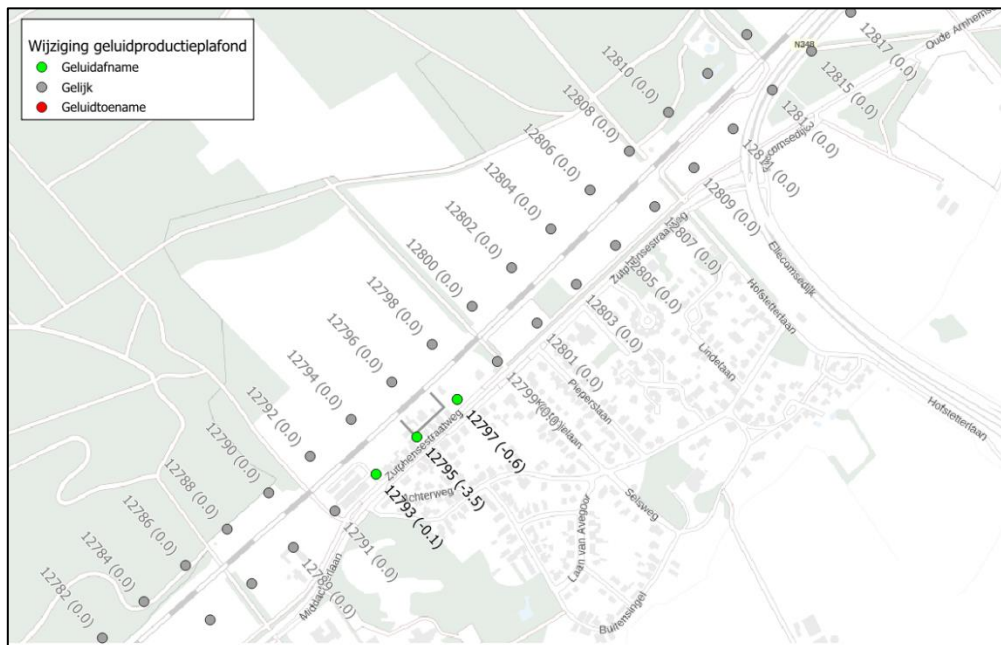 Wijziging geluidproductieplafond
Geluidafname
Gelijk
Geluidtoename
N348
Oude Arnhemse
12817 (0.0)
12815 (0.0)
12813 (0.0)
12811 (0.0)
12810 (0.0)
12809 (0.0)
12808 (0.0)
12807 (0.0)
12806 (0.0)
12805 (0.0)
12804 (0.0)
12803 (0.0)
12802 (0.0)
12801 (0.0)
12800 (0.0)
12798 (0.0)
12797 (-0.6)
12796 (0.0)
12795 (-3.5)
12794 (0.0)
12793 (-0.1)
12792 (0.0)
12791 (0.0)
12790 (0.0)
12789 (0.0)
12788 (0.0)
12786 (0.0)
12784 (0.0)
12782 (0.0)
Zutphensestraatweg
Ellecomsedijk
Hofstetterlaan
Lindelaan
Pieperslaan
Hofstetterlaan
Zutphensestraatweg
Achterweg
Selsweg
Laan van Avegoor
Buitensingel
Middachterlaan